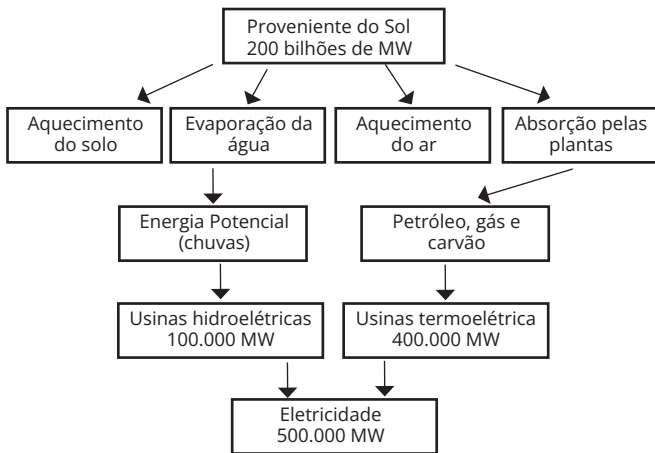 Proveniente do Sol
200 bilhões de MW
Aquecimento
do solo
Evaporação da
água
Aquecimento
do ar
Absorção pelas
plantas
Energia Potencial
(chuvas)
Petróleo, gás e
carvão
Usinas hidroelétricas
100.000 MW
Usinas termoelétrica
400.000 MW
Eletricidade
500.000 MW